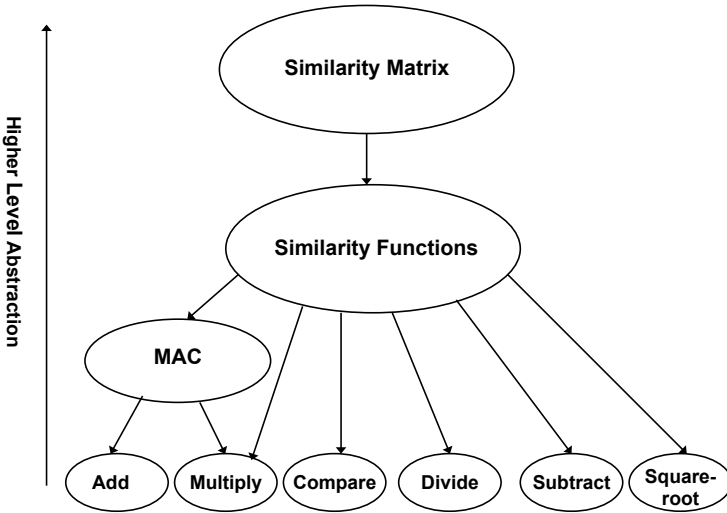 Similarity Matrix
Higher Level Abstraction
Similarity Functions
MAC
Add
Multiply
Compare
Divide
Subtract
Square-
root